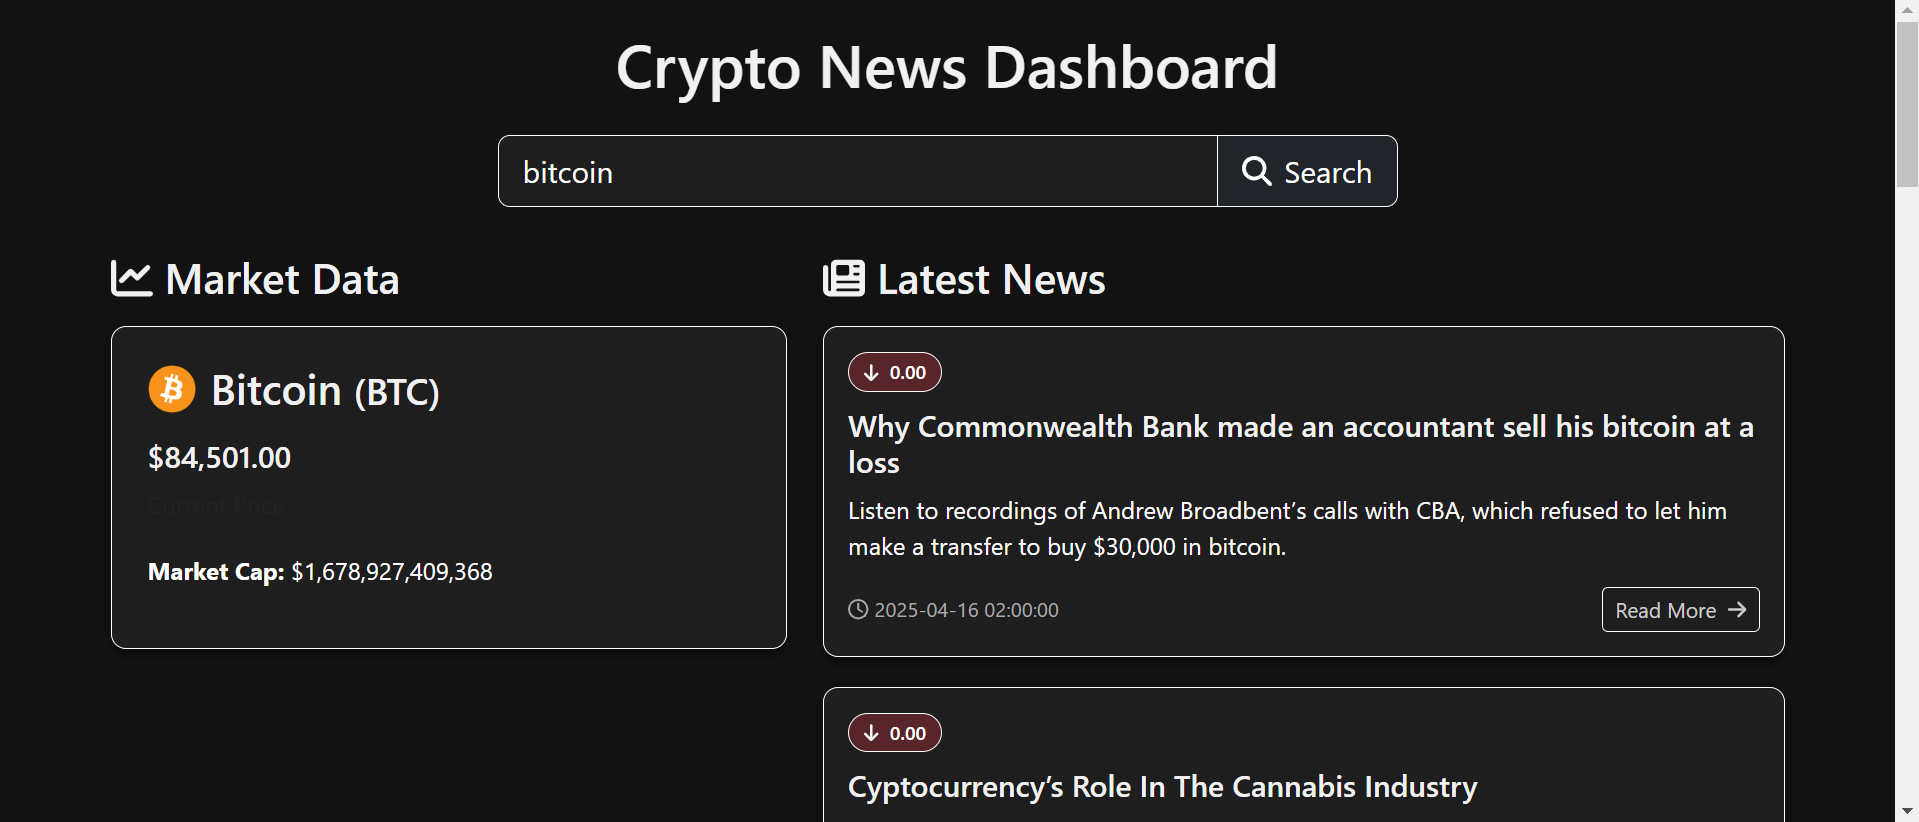 Crypto News Dashboard
bitcoin
Search
Market Data
Bitcoin (BTC)
$84,501.00
Current Price
Market Cap: $1,678,927,409,368
Latest News
0.00
Why Commonwealth Bank made an accountant sell his bitcoin at a
loss
Listen to recordings of Andrew Broadbent’s calls with CBA, which refused to let him
make a transfer to buy $30,000 in bitcoin.
2025-04-16 02:00:00
Read More
0.00
Cyptocurrency’s Role In The Cannabis Industry